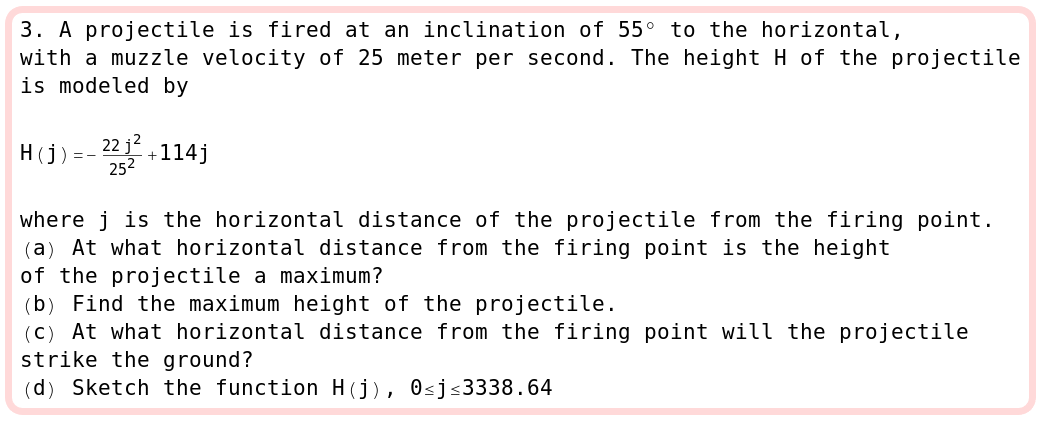 3. A projectile is fired at an inclination of 55° to the horizontal,
with a muzzle velocity of 25 meter per second. The height H of the projectile
is modeled by
H(j)=-\frac{22 j^2}{25^2}+114j
where j is the horizontal distance of the projectile from the firing point.
(a) At what horizontal distance from the firing point is the height
of the projectile a maximum?
(b) Find the maximum height of the projectile.
(c) At what horizontal distance from the firing point will the projectile
strike the ground?
(d) Sketch the function H(j), 0≤j≤3338.64